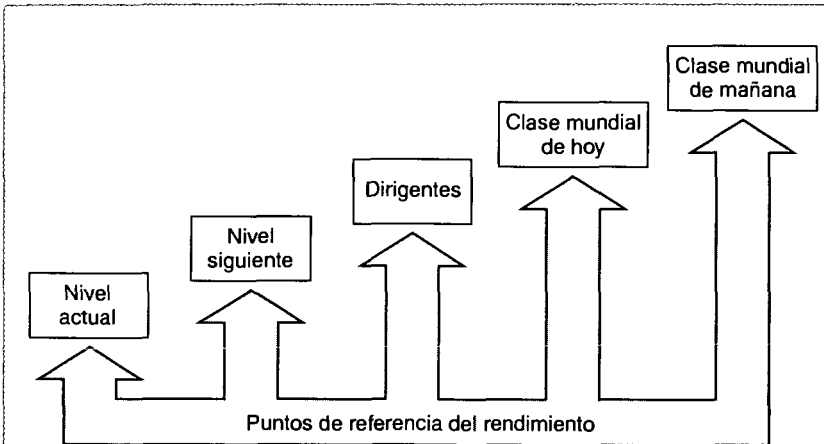 Clase mundial
de mañana
Clase mundial
de hoy
Dirigentes
Nivel
siguiente
Nivel
actual
Puntos de referencia del rendimiento